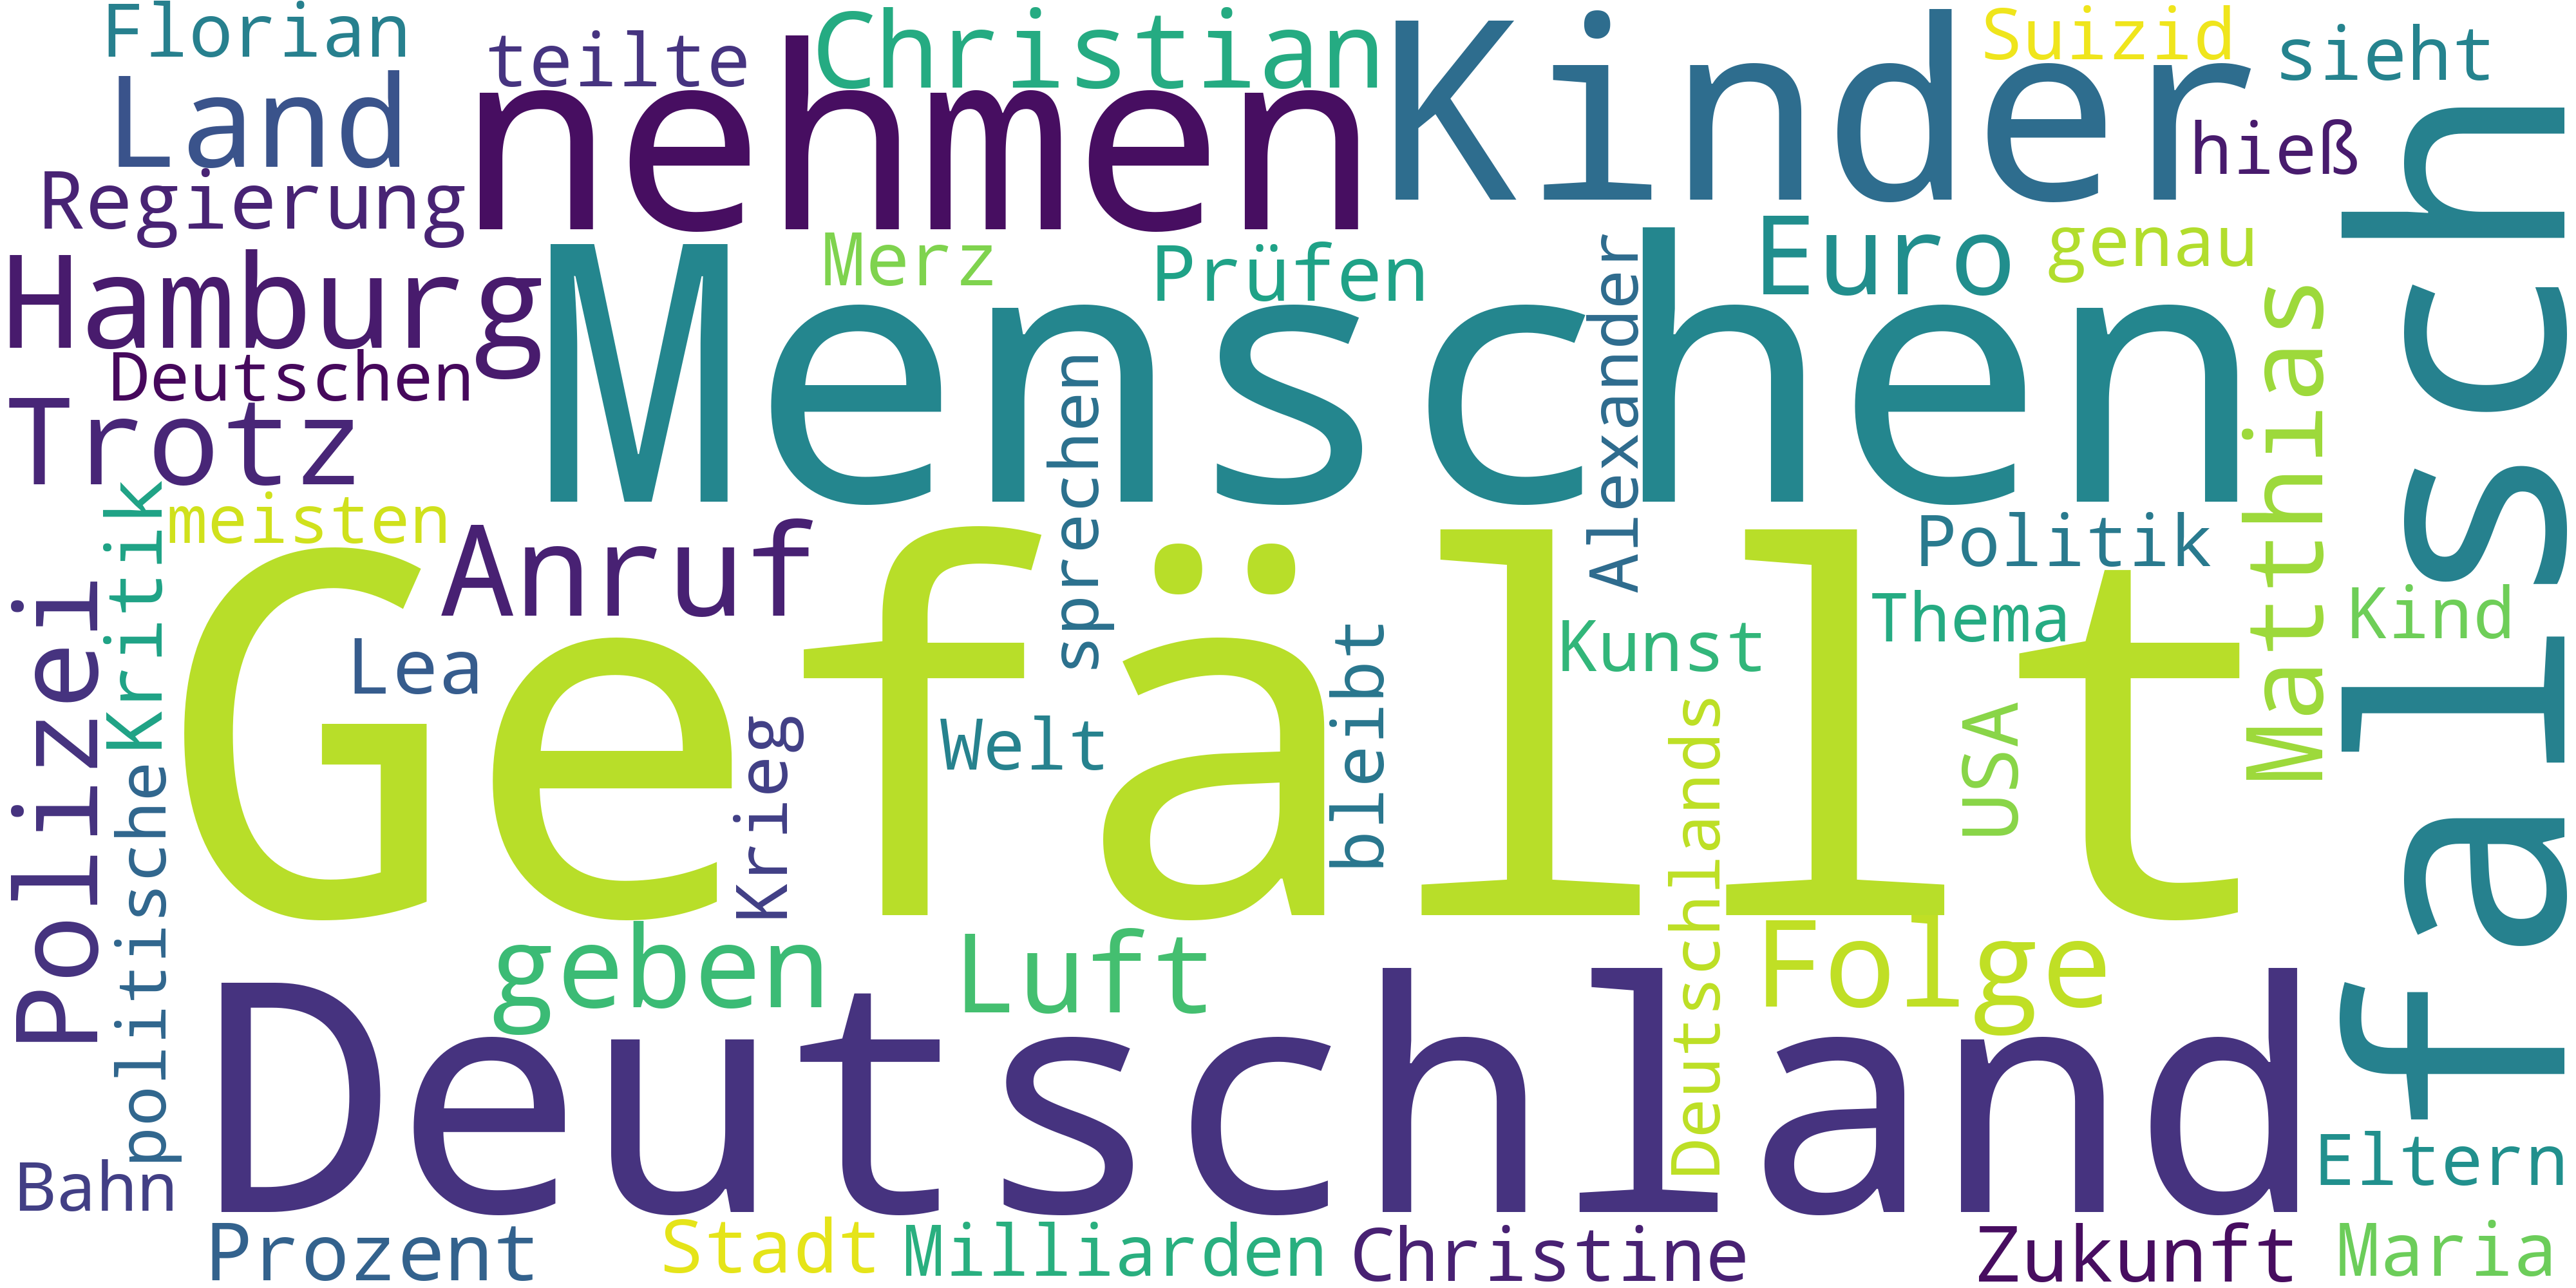 Florian
teilte
Christian
Kinder
Suizid
sieht
Land
nehmen
hieß
Regierung
Hamburg
Menschen
Merz
Prüfen
Euro
genau
falsch
Deutschen
Trotz
sprechen
Alexander
Matthias
meisten
Anruf
Politik
Kritik
Polizei
Gefällt
Lea
Kunst
Thema
Kind
Welt
bleibt
Krieg
USA
Deutschlands
politische
geben
Luft
Folge
Deutschland
Bahn
Eltern
Prozent
Stadt
Milliarden
Christine
Zukunft
Maria